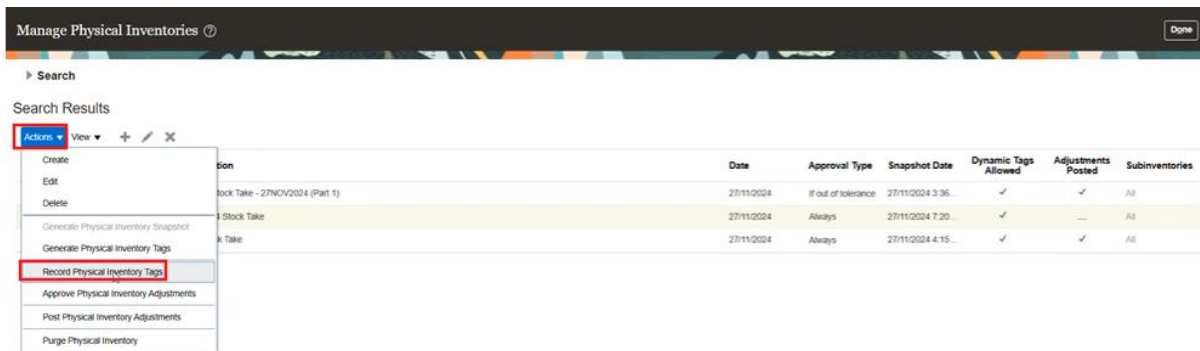 Manage Physical Inventories
Done
Search
Search Results
Actions View
Create
Edit
Delete
Generate Physical Inventory Snapshot
Generate Physical Inventory Tags
Record Physical Inventory Tags
Approve Physical Inventory Adjustments
Post Physical Inventory Adjustments
Purge Physical Inventory
tion Date Approval Type Snapshot Date Dynamic Tags Allowed Adjustments Posted Subinventories
tock Take - 27NOV2024 (Part 1) 27/11/2024 If out of tolerance 27/11/2024 3:36... All
Stock Take 27/11/2024 Always 27/11/2024 7:20... All
k Take 27/11/2024 Always 27/11/2024 4:15... All